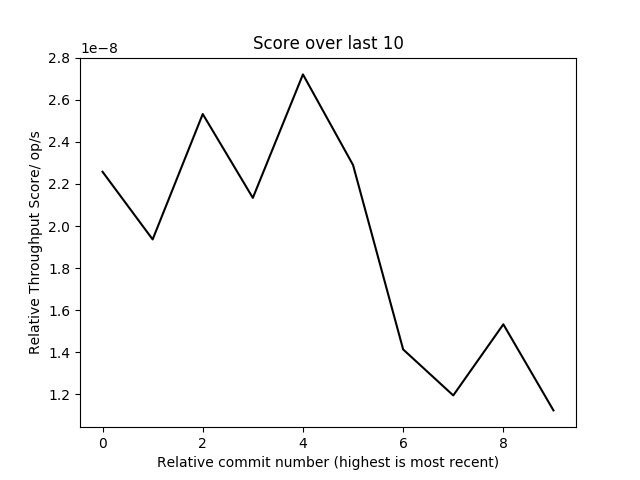 Score over last 10
1e−8
2.8
2.6
2.4
2.2
2.0
1.8
1.6
1.4
1.2
Relative Throughput Score/ op/s
0 2 4 6 8
Relative commit number (highest is most recent)